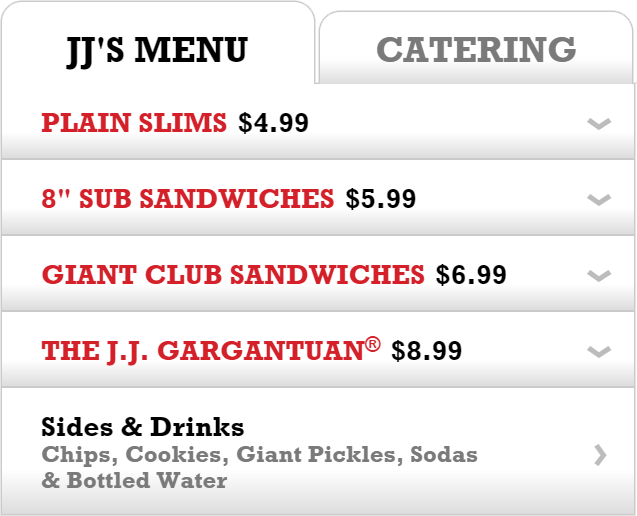 JJ'S MENU CATERING
PLAIN SLIMS $4.99
8" SUB SANDWICHES $5.99
GIANT CLUB SANDWICHES $6.99
THE J.J. GARGANTUAN® $8.99
Sides & Drinks
Chips, Cookies, Giant Pickles, Sodas
& Bottled Water